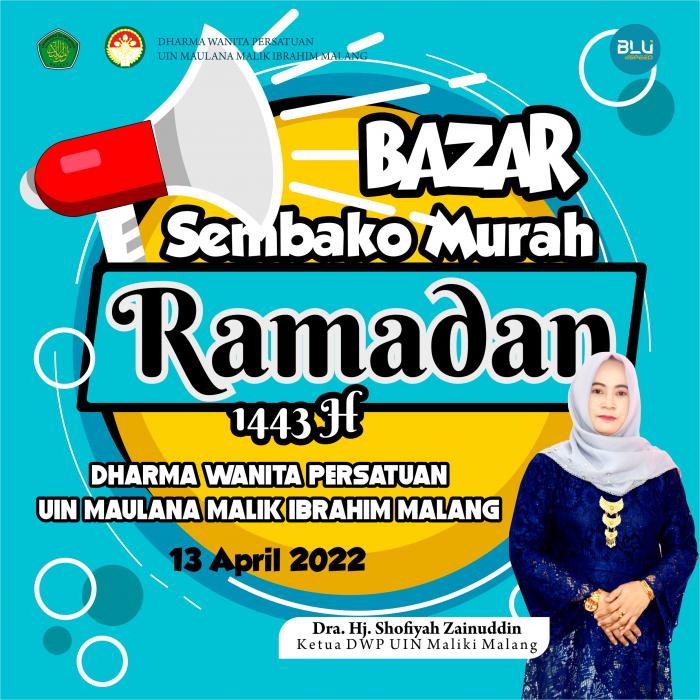 DHARMA WANITA PERSATUAN
UIN MAULANA MALIK IBRAHIM MALANG
BLU
BAZAR
Sembako Murah
Ramadan
1443 H
DHARMA WANITA PERSATUAN
UIN MAULANA MALIK IBRAHIM MALANG
13 April 2022
Dra. Hj. Shofiyah Zainuddin
Ketua DWP UIN Maliki Malang